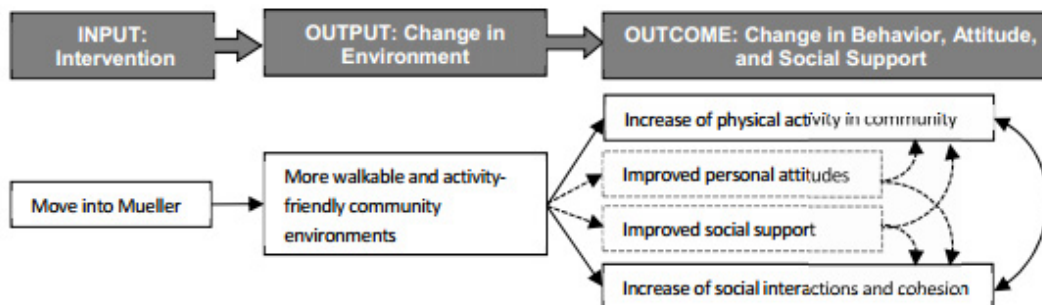 INPUT:
Intervention
OUTPUT: Change in
Environment
OUTCOME: Change in Behavior, Attitude,
and Social Support
Move into Mueller
More walkable and activity-
friendly community
environments
Increase of physical activity in community
Improved personal attitudes
Improved social support
Increase of social interactions and cohesion